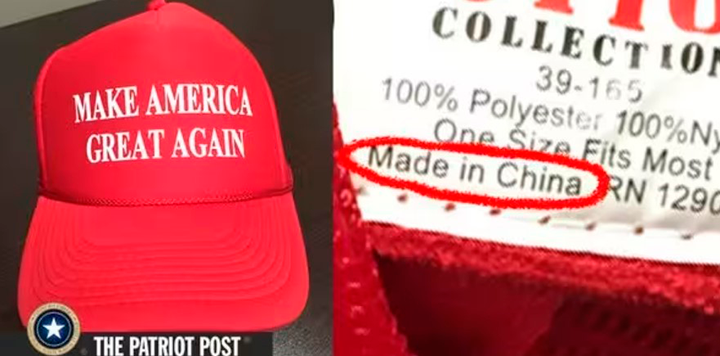 MAKE AMERICA
GREAT AGAIN
THE PATRIOT POST
COLLECTION
39-165
100% Polyester 100%Ny
One Size Fits Most
Made in China RN 1290